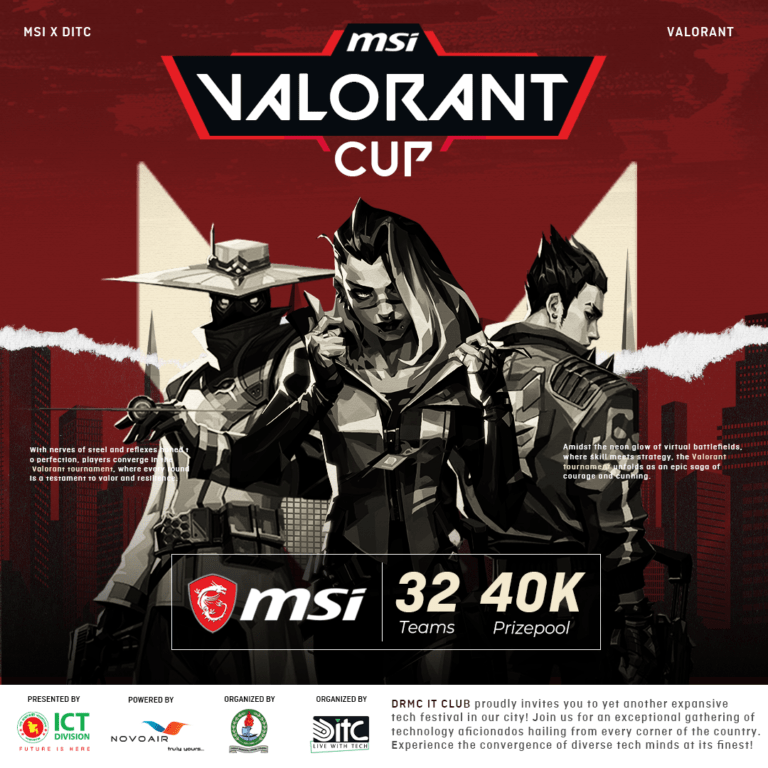 MSI X DITC
VALORANT
msi
VALORANT
CUP
With nerves of steel and reflexes honed t
o perfection, players converge in the
Valorant tournament, where every round
is a testament to valor and resilience.
Amidst the neon glow of virtual battlefields,
where skill meets strategy, the Valorant
tournament unfolds as an epic saga of
courage and cunning.
msi
32 40K
Teams Prizepool
PRESENTED BY
ICT
DIVISION
FUTURE IS HERE
POWERED BY
NOVOAIR
truly yours...
ORGANIZED BY
ORGANIZED BY
DITC
LIVE WITH TECH
DRMC IT CLUB proudly invites you to yet another expansive
tech festival in our city! Join us for an exceptional gathering of
technology aficionados hailing from every corner of the country.
Experience the convergence of diverse tech minds at its finest!